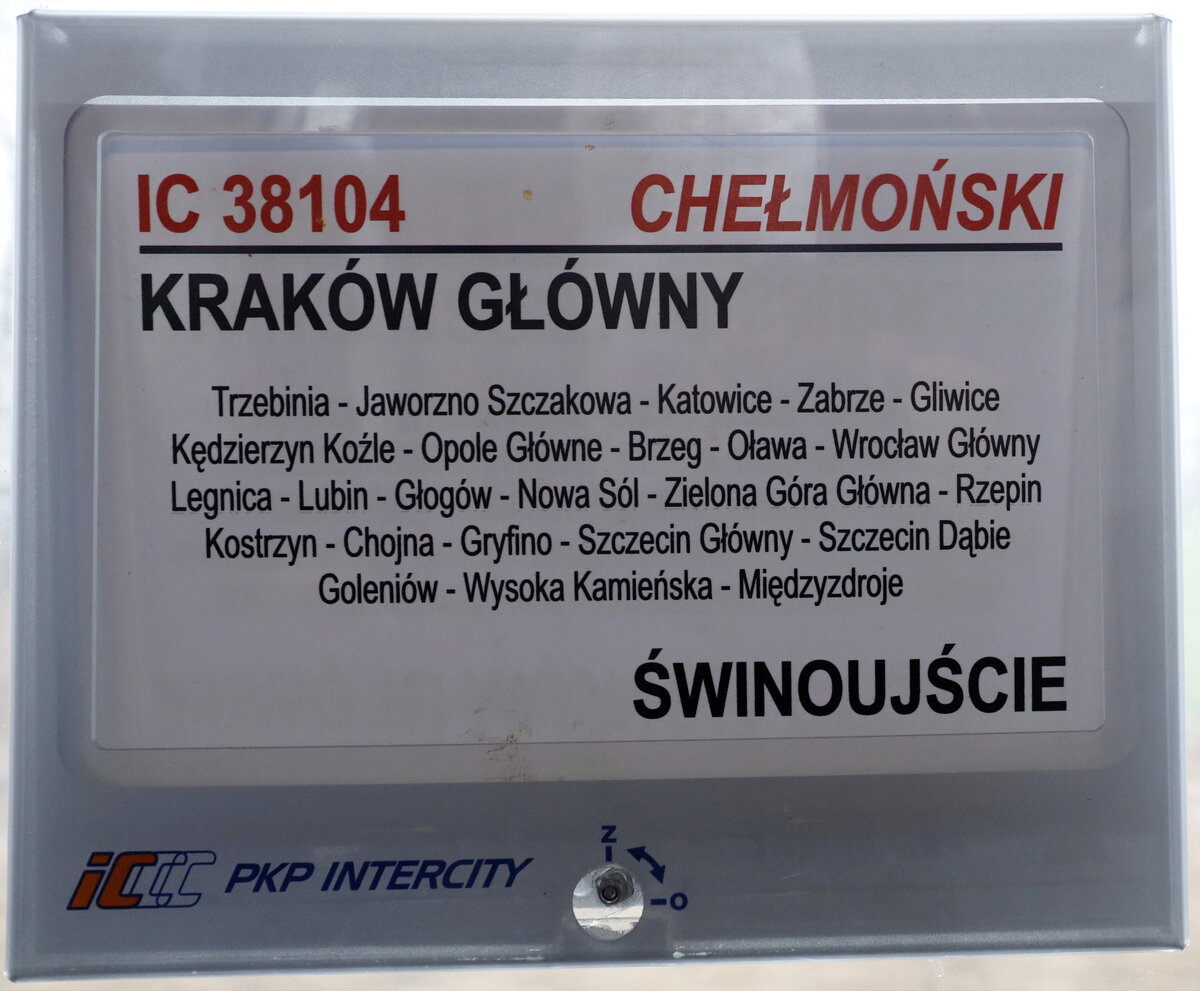 IC 38104 CHEŁMOŃSKI
KRAKÓW GŁÓWNY
Trzebinia - Jaworzno Szczakowa - Katowice - Zabrze - Gliwice
Kędzierzyn Koźle - Opole Główne - Brzeg - Oława - Wrocław Główny
Legnica - Lubin - Głogów - Nowa Sól - Zielona Góra Główna - Rzepin
Kostrzyn - Chojna - Gryfino - Szczecin Główny - Szczecin Dąbie
Goleniów - Wysoka Kamieńska - Międzyzdroje
ŚWINOUJŚCIE
Z
iCCC PKP INTERCITY
O